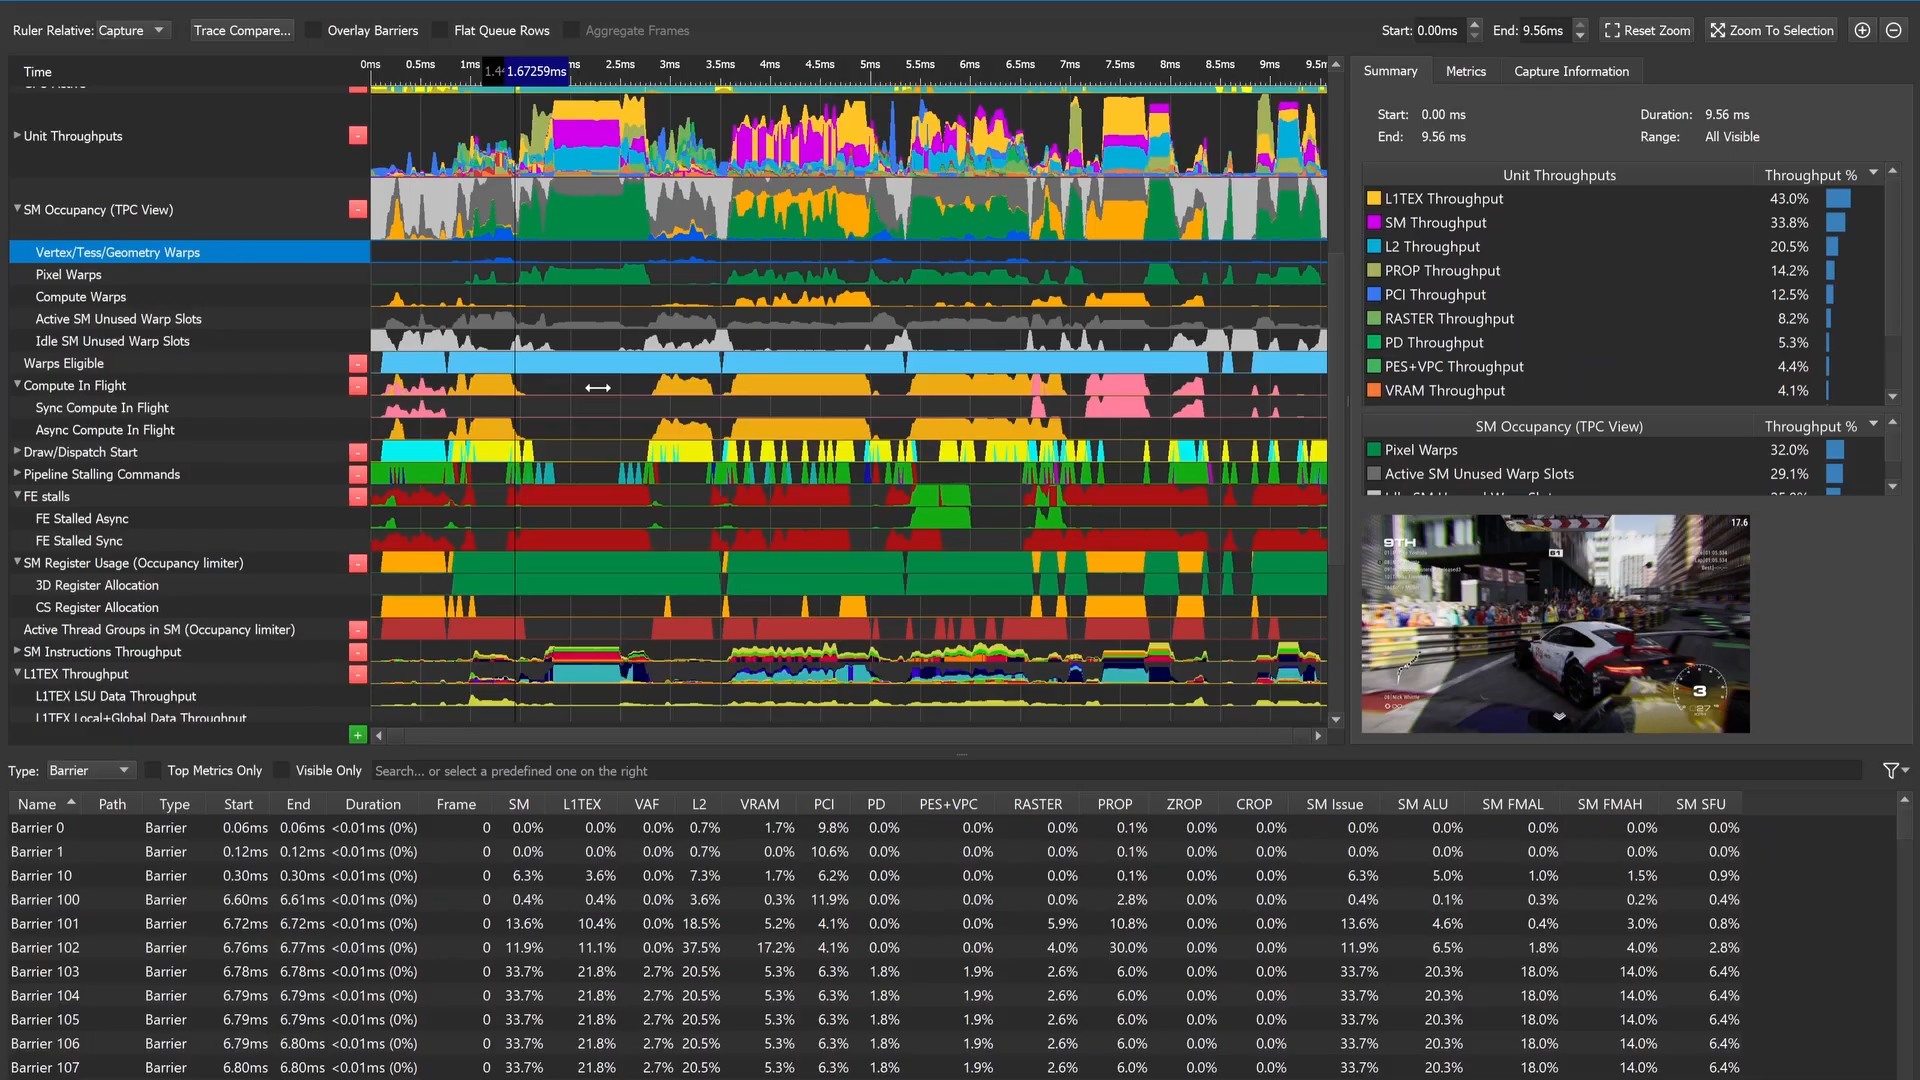 Ruler Relative: Capture Trace Compare... Overlay Barriers Flat Queue Rows Aggregate Frames Start: 0.00ms End: 9.56ms Reset Zoom Zoom To Selection
Time 0ms 0.5ms 1ms 1.67259ms 2.5ms 3ms 3.5ms 4ms 4.5ms 5ms 5.5ms 6ms 6.5ms 7ms 7.5ms 8ms 8.5ms 9ms 9.5m
Unit Throughputs
SM Occupancy (TPC View)
Vertex/Tess/Geometry Warps
Pixel Warps
Compute Warps
Active SM Unused Warp Slots
Idle SM Unused Warp Slots
Warps Eligible
Compute In Flight
Sync Compute In Flight
Async Compute In Flight
Draw/Dispatch Start
Pipeline Stalling Commands
FE stalls
FE Stalled Async
FE Stalled Sync
SM Register Usage (Occupancy limiter)
3D Register Allocation
CS Register Allocation
Active Thread Groups in SM (Occupancy limiter)
SM Instructions Throughput
L1TEX Throughput
L1TEX LSU Data Throughput
L1TEX Local+Global Data Throughput
Summary Metrics Capture Information
Start: 0.00 ms Duration: 9.56 ms
End: 9.56 ms Range: All Visible
Unit Throughputs Throughput %
L1TEX Throughput 43.0%
SM Throughput 33.8%
L2 Throughput 20.5%
PROP Throughput 14.2%
PCI Throughput 12.5%
RASTER Throughput 8.2%
PD Throughput 5.3%
PES+VPC Throughput 4.4%
VRAM Throughput 4.1%
SM Occupancy (TPC View) Throughput %
Pixel Warps 32.0%
Active SM Unused Warp Slots 29.1%
17.6
9TH
61
3
Type: Barrier Top Metrics Only Visible Only Search... or select a predefined one on the right
Name Path Type Start End Duration Frame SM L1TEX VAF L2 VRAM PCI PD PES+VPC RASTER PROP ZROP CROP SM Issue SM ALU SM FMAL SM FMAH SM SFU
Barrier 0 Barrier 0.06ms 0.06ms <0.01ms (0%) 0 0.0% 0.0% 0.0% 0.7% 1.7% 9.8% 0.0% 0.0% 0.0% 0.1% 0.0% 0.0% 0.0% 0.0% 0.0% 0.0% 0.0%
Barrier 1 Barrier 0.12ms 0.12ms <0.01ms (0%) 0 0.0% 0.0% 0.0% 0.7% 0.0% 10.6% 0.0% 0.0% 0.0% 0.1% 0.0% 0.0% 0.0% 0.0% 0.0% 0.0% 0.0%
Barrier 10 Barrier 0.30ms 0.30ms <0.01ms (0%) 0 6.3% 3.6% 0.0% 7.3% 1.7% 6.2% 0.0% 0.0% 0.0% 0.1% 0.0% 0.0% 6.3% 5.0% 1.0% 1.5% 0.9%
Barrier 100 Barrier 6.60ms 6.61ms <0.01ms (0%) 0 0.4% 0.4% 0.0% 3.6% 0.3% 11.9% 0.0% 0.0% 0.0% 2.8% 0.0% 0.0% 0.4% 0.1% 0.3% 0.2% 0.4%
Barrier 101 Barrier 6.72ms 6.72ms <0.01ms (0%) 0 13.6% 10.4% 0.0% 18.5% 5.2% 4.1% 0.0% 0.0% 5.9% 10.8% 0.0% 0.0% 13.6% 4.6% 0.4% 3.0% 0.8%
Barrier 102 Barrier 6.76ms 6.77ms <0.01ms (0%) 0 11.9% 11.1% 0.0% 37.5% 17.2% 4.1% 0.0% 0.0% 4.0% 30.0% 0.0% 0.0% 11.9% 6.5% 1.8% 4.0% 2.8%
Barrier 103 Barrier 6.78ms 6.78ms <0.01ms (0%) 0 33.7% 21.8% 2.7% 20.5% 5.3% 6.3% 1.8% 1.9% 2.6% 6.0% 0.0% 0.0% 33.7% 20.3% 18.0% 14.0% 6.4%
Barrier 104 Barrier 6.79ms 6.79ms <0.01ms (0%) 0 33.7% 21.8% 2.7% 20.5% 5.3% 6.3% 1.8% 1.9% 2.6% 6.0% 0.0% 0.0% 33.7% 20.3% 18.0% 14.0% 6.4%
Barrier 105 Barrier 6.79ms 6.79ms <0.01ms (0%) 0 33.7% 21.8% 2.7% 20.5% 5.3% 6.3% 1.8% 1.9% 2.6% 6.0% 0.0% 0.0% 33.7% 20.3% 18.0% 14.0% 6.4%
Barrier 106 Barrier 6.79ms 6.80ms <0.01ms (0%) 0 33.7% 21.8% 2.7% 20.5% 5.3% 6.3% 1.8% 1.9% 2.6% 6.0% 0.0% 0.0% 33.7% 20.3% 18.0% 14.0% 6.4%
Barrier 107 Barrier 6.80ms 6.80ms <0.01ms (0%) 0 33.7% 21.8% 2.7% 20.5% 5.3% 6.3% 1.8% 1.9% 2.6% 6.0% 0.0% 0.0% 33.7% 20.3% 18.0% 14.0% 6.4%